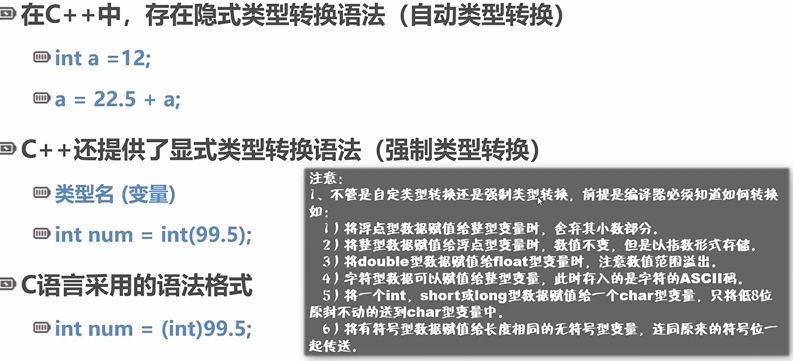 在C++中，存在隐式类型转换语法（自动类型转换）
int a =12;
a = 22.5 + a;
C++还提供了显式类型转换语法（强制类型转换）
类型名 (变量)
int num = int(99.5);
C语言采用的语法格式
int num = (int)99.5;
注意：
1、不管是自定类型转换还是强制类型转换，前提是编译器必须知道如何转换
如：
1）将浮点型数据赋值给整型变量时，舍弃其小数部分。
2）将整型数据赋值给浮点型变量时，数值不变，但是以指数形式存储。
3）将double型数据赋值给float型变量时，注意数值范围溢出。
4）字符型数据可以赋值给整型变量，此时存入的是字符的ASCII码。
5）将一个int，short或long型数据赋值给一个char型变量，只将低8位
原封不动的送到char型变量中。
6）将有符号型数据赋值给长度相同的无符号型变量，连同原来的符号位一
起传送。